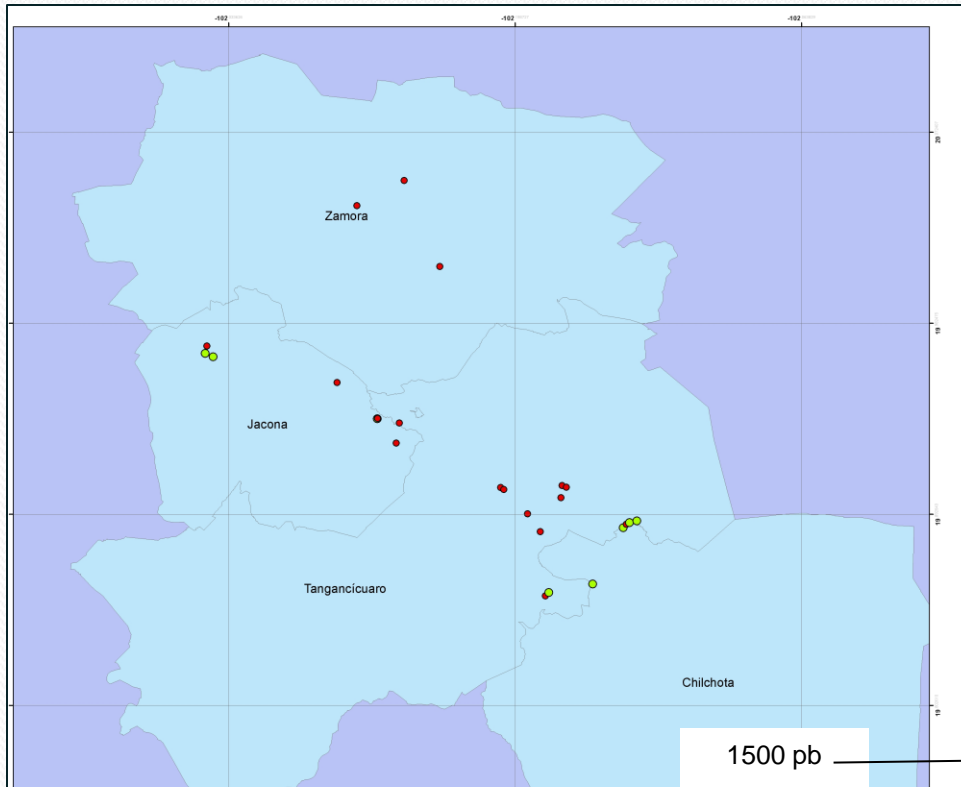 -102 -102 -102
20
Zamora
19
Jacona
19
Tangancícuaro
Chilchota
19
1500 pb